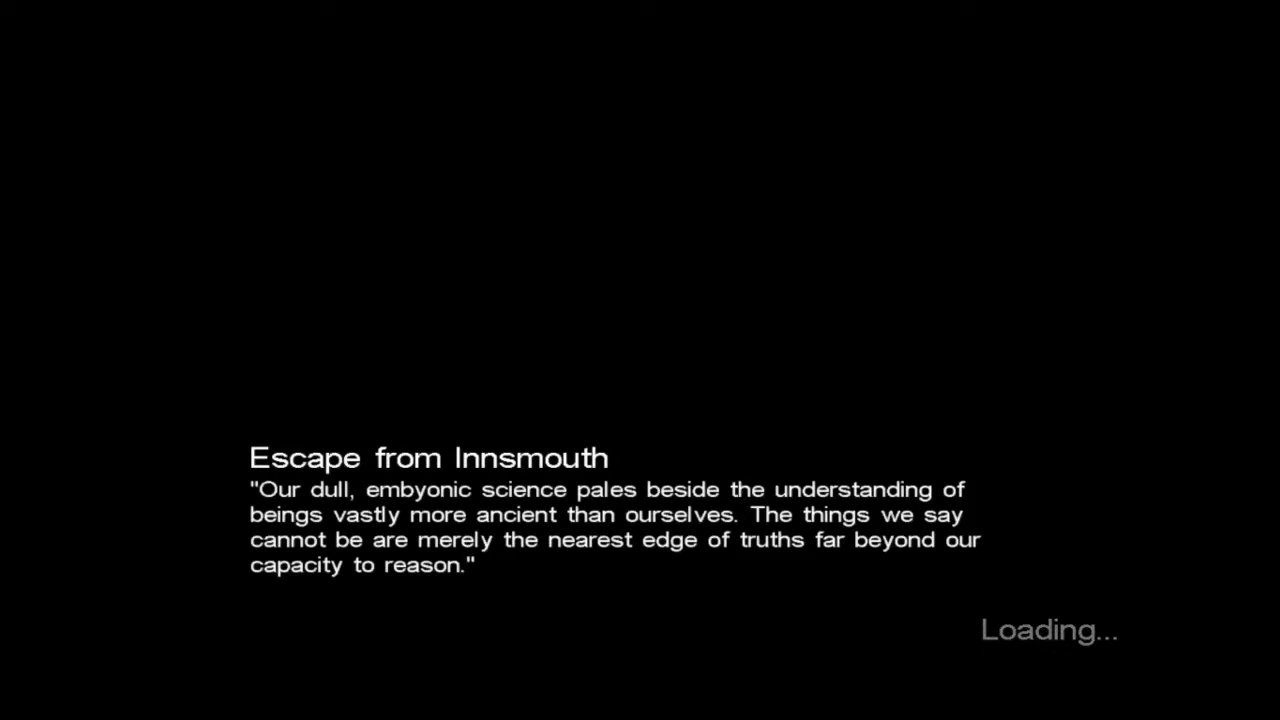 Escape from Innsmouth
"Our dull, embyonic science pales beside the understanding of
beings vastly more ancient than ourselves. The things we say
cannot be are merely the nearest edge of truths far beyond our
capacity to reason."
Loading...